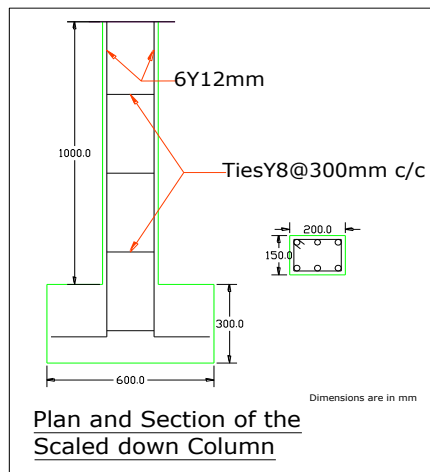 6Y12mm
1000.0
TiesY8@300mm c/c
200.0
150.0
300.0
600.0
Dimensions are in mm
Plan and Section of the
Scaled down Column